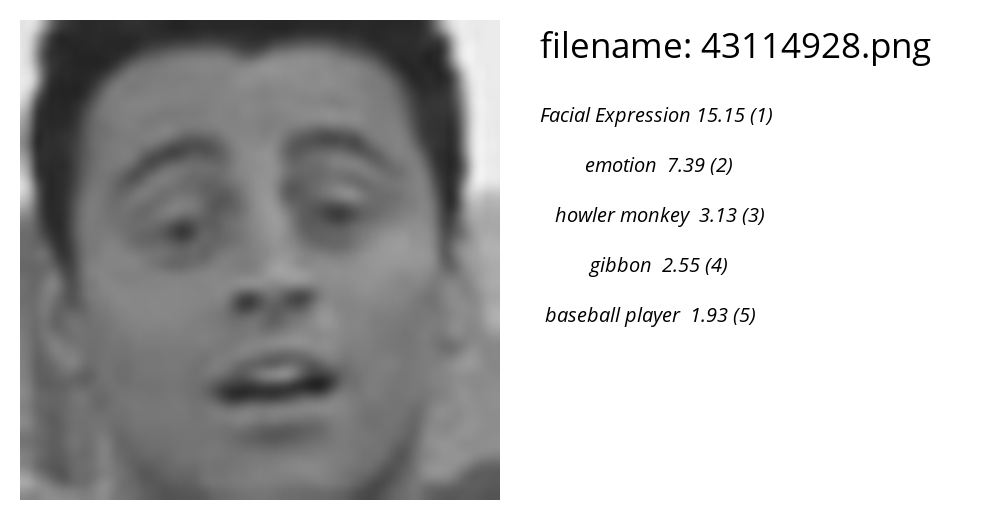 filename: 43114928.png
Facial Expression 15.15 (1)
emotion 7.39 (2)
howler monkey 3.13 (3)
gibbon 2.55 (4)
baseball player 1.93 (5)